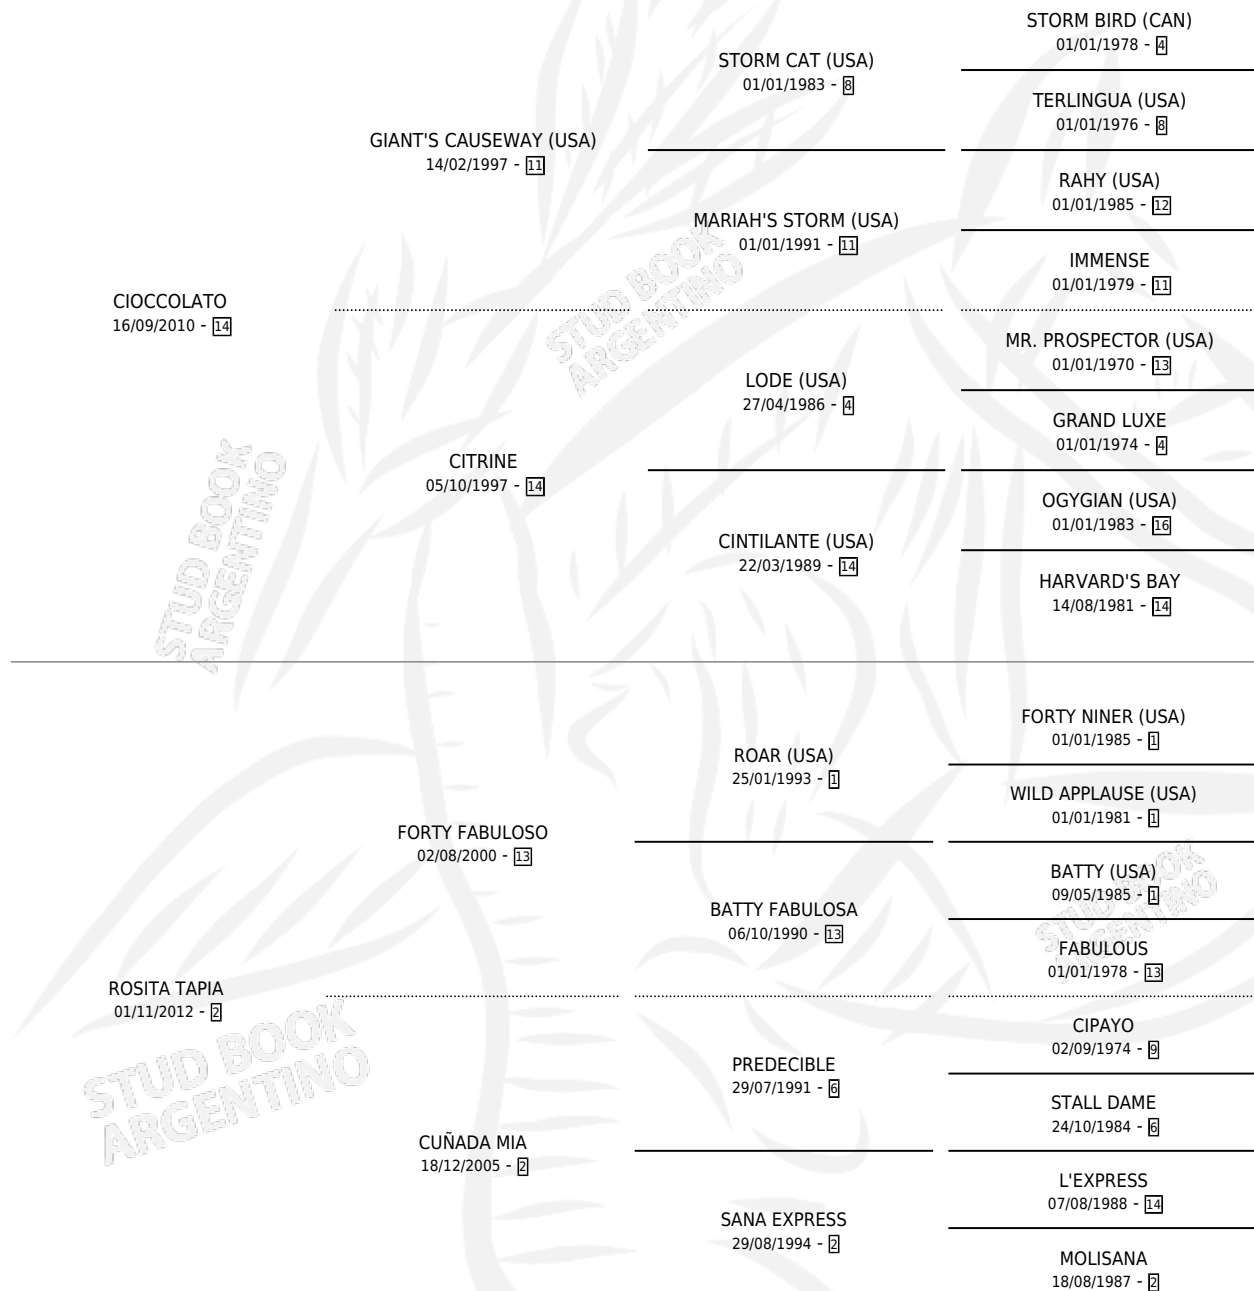 STORM BIRD (CAN)
01/01/1978 - 4
STORM CAT (USA)
01/01/1983 - 8
TERLINGUA (USA)
01/01/1976 - 8
GIANT'S CAUSEWAY (USA)
14/02/1997 - 11
RAHY (USA)
01/01/1985 - 12
MARIAH'S STORM (USA)
01/01/1991 - 11
IMMENSE
01/01/1979 - 11
CIOCCOLATO
16/09/2010 - 14
MR. PROSPECTOR (USA)
01/01/1970 - 13
LODE (USA)
27/04/1986 - 4
GRAND LUXE
01/01/1974 - 4
CITRINE
05/10/1997 - 14
OGYGIAN (USA)
01/01/1983 - 16
CINTILANTE (USA)
22/03/1989 - 14
HARVARD'S BAY
14/08/1981 - 14
FORTY NINER (USA)
01/01/1985 - 1
ROAR (USA)
25/01/1993 - 1
WILD APPLAUSE (USA)
01/01/1981 - 1
FORTY FABULOSO
02/08/2000 - 13
BATTY (USA)
09/05/1985 - 1
BATTY FABULOSA
06/10/1990 - 13
FABULOUS
01/01/1978 - 13
ROSITA TAPIA
01/11/2012 - 2
CIPAYO
02/09/1974 - 9
PREDECIBLE
29/07/1991 - 6
STALL DAME
24/10/1984 - 6
CUÑADA MIA
18/12/2005 - 2
L'EXPRESS
07/08/1988 - 14
SANA EXPRESS
29/08/1994 - 2
MOLISANA
18/08/1987 - 2
STUD BOOK
ARGENTINO
STUD BOOK
ARGENTINO
STUD BOOK
ARGENTINO
STUD BOOK
ARGENTINO